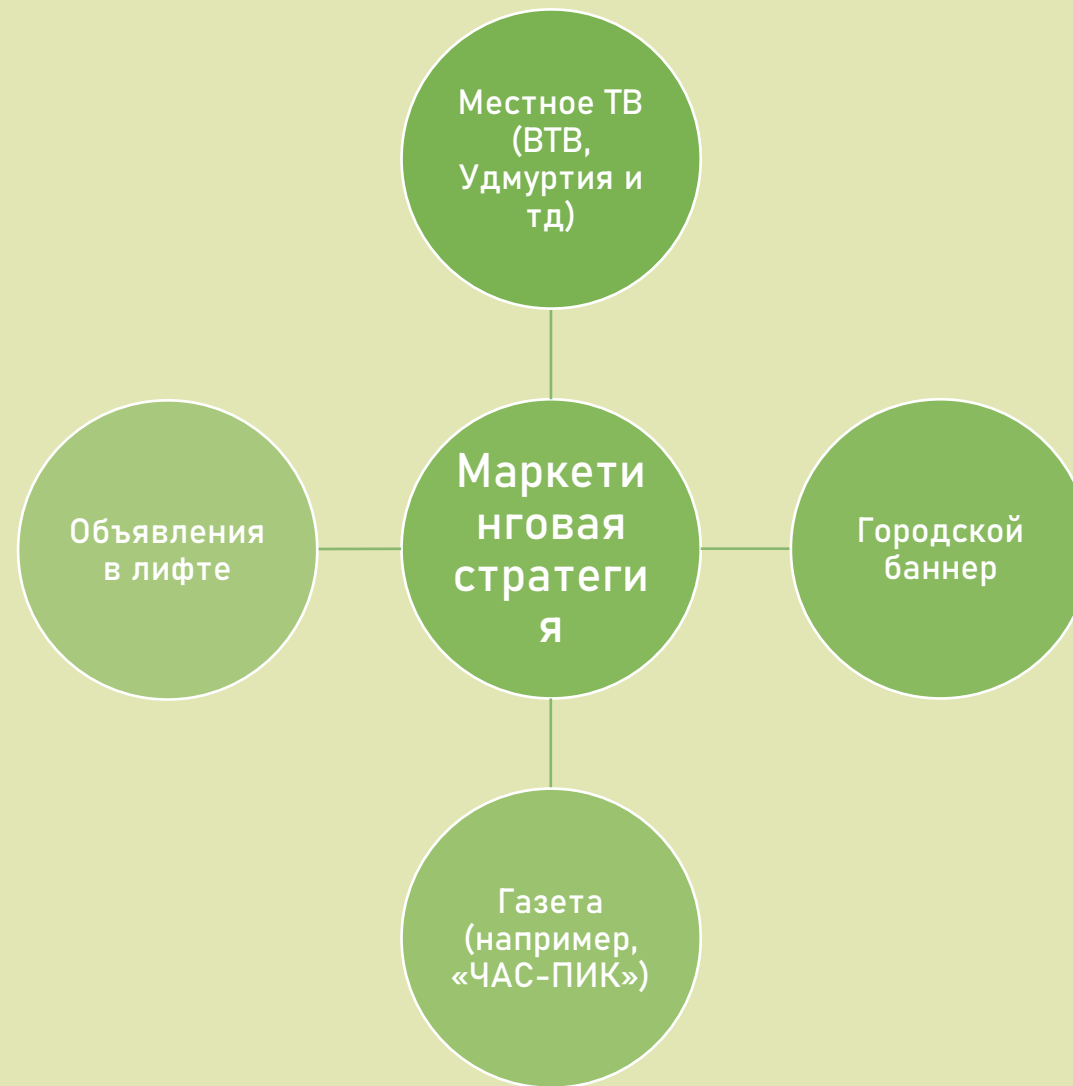 Местное ТВ
(ВТВ,
Удмуртия и
тд)
Объявления
в лифте
Маркети
нговая
стратеги
я
Городской
баннер
Газета
(например,
«ЧАС-ПИК»)